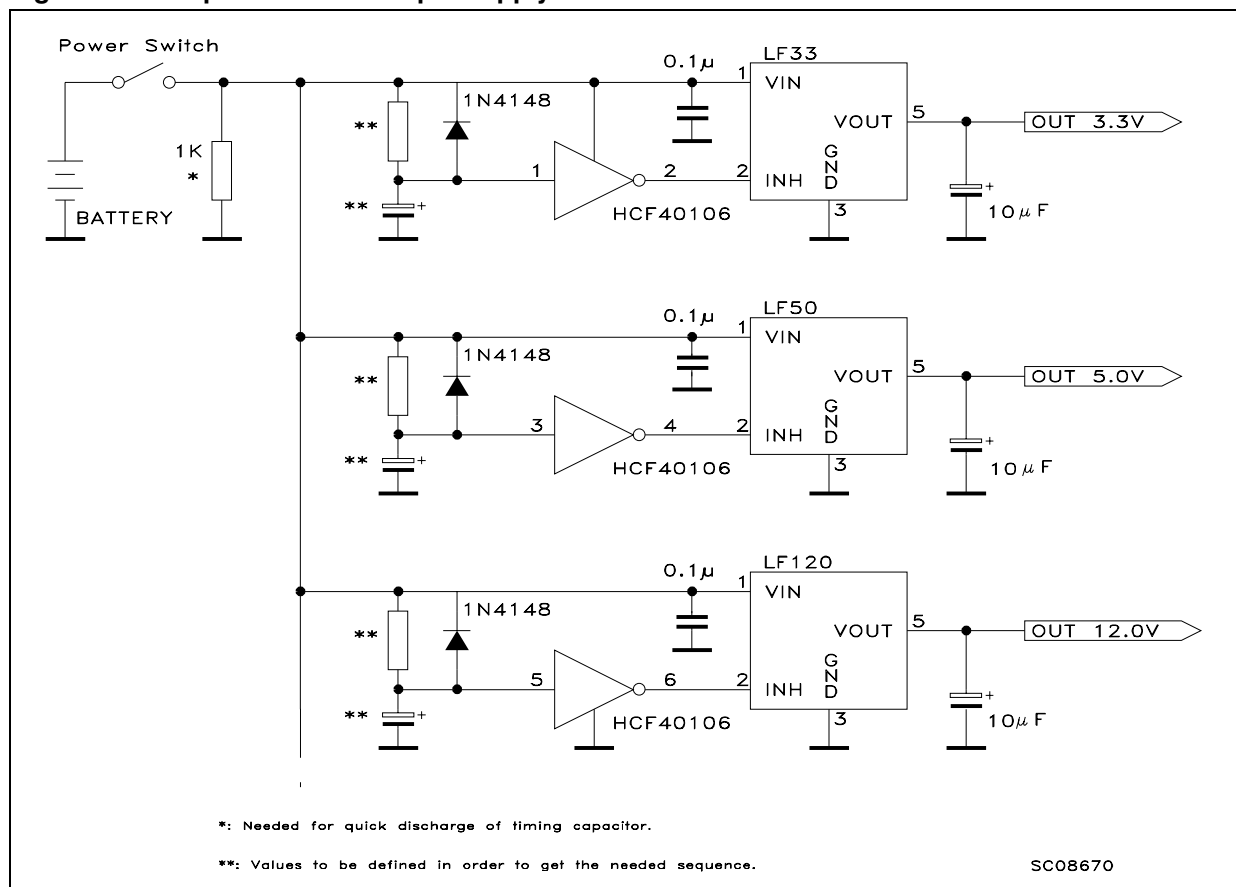 Power Switch
1K
*
BATTERY
**
**
1N4148
1
2
HCF40106
0.1μ
LF33
1
VIN
VOUT
5
2
INH
GND
3
+
+
10μF
OUT 3.3V
**
**
1N4148
3
4
HCF40106
0.1μ
LF50
1
VIN
VOUT
5
2
INH
GND
3
+
+
10μF
OUT 5.0V
**
**
1N4148
5
6
HCF40106
0.1μ
LF120
1
VIN
VOUT
5
2
INH
GND
3
+
+
10μF
OUT 12.0V
*: Needed for quick discharge of timing capacitor.
**: Values to be defined in order to get the needed sequence.
SC08670